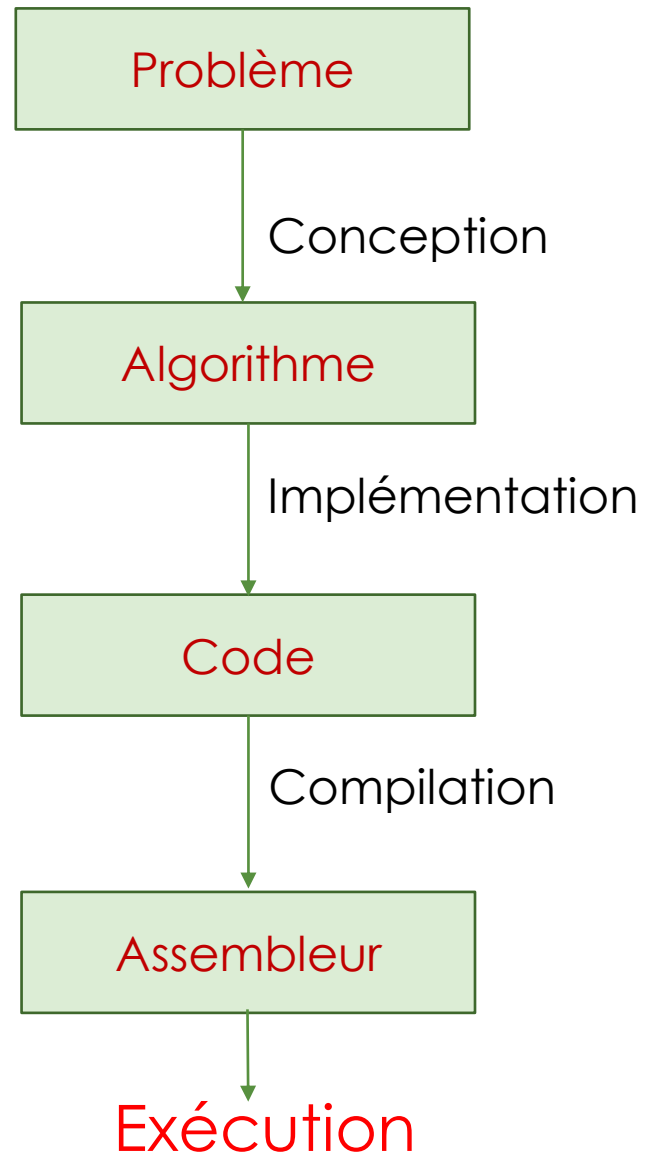 Problème
Conception
Algorithme
Implémentation
Code
Compilation
Assembleur
Exécution